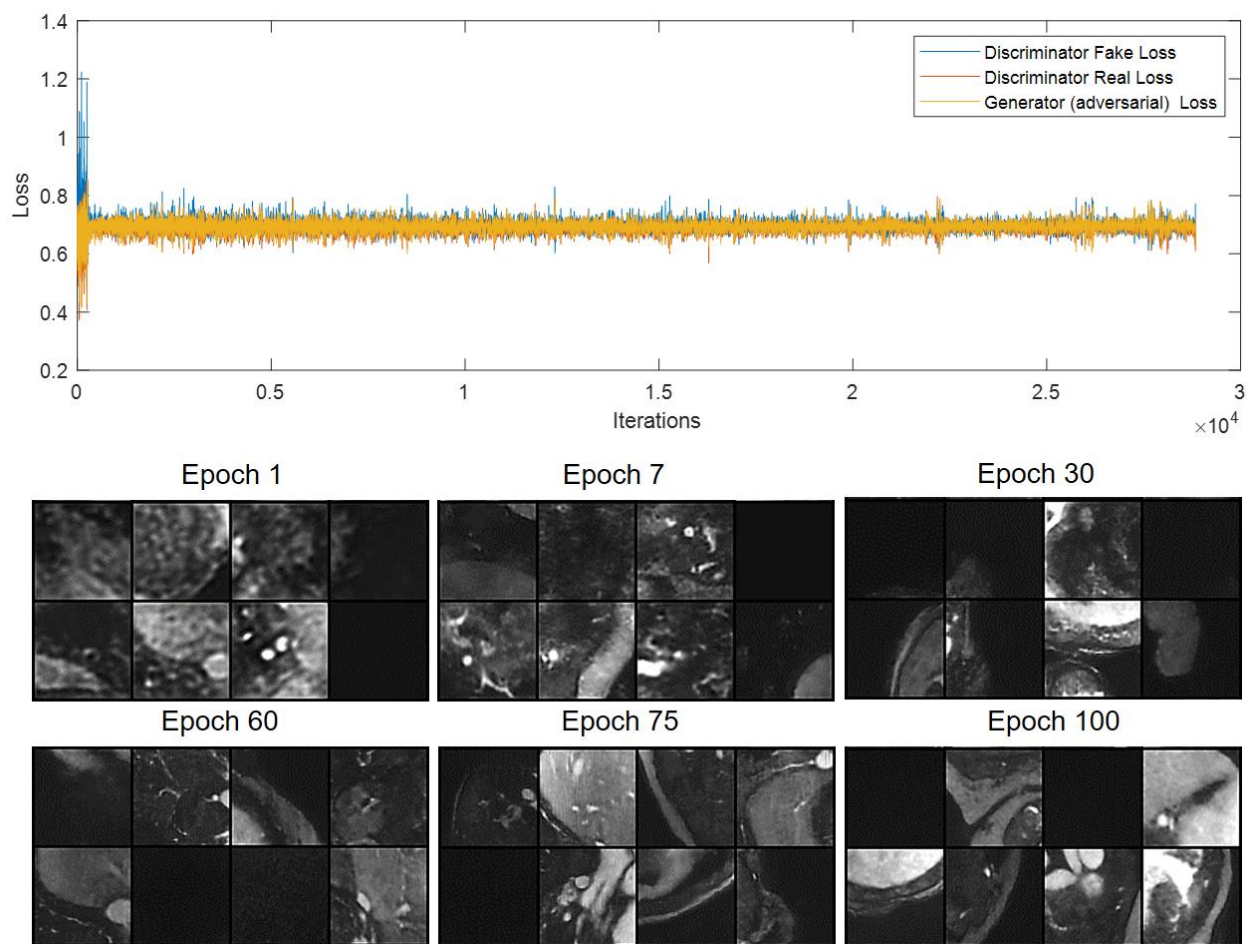 1.4
1.2
1
0.8
0.6
0.4
0.2
Loss
Discriminator Fake Loss
Discriminator Real Loss
Generator (adversarial) Loss
0 0.5 1 1.5 2 2.5 3
Iterations
×10⁴
Epoch 1 Epoch 7 Epoch 30
Epoch 60 Epoch 75 Epoch 100